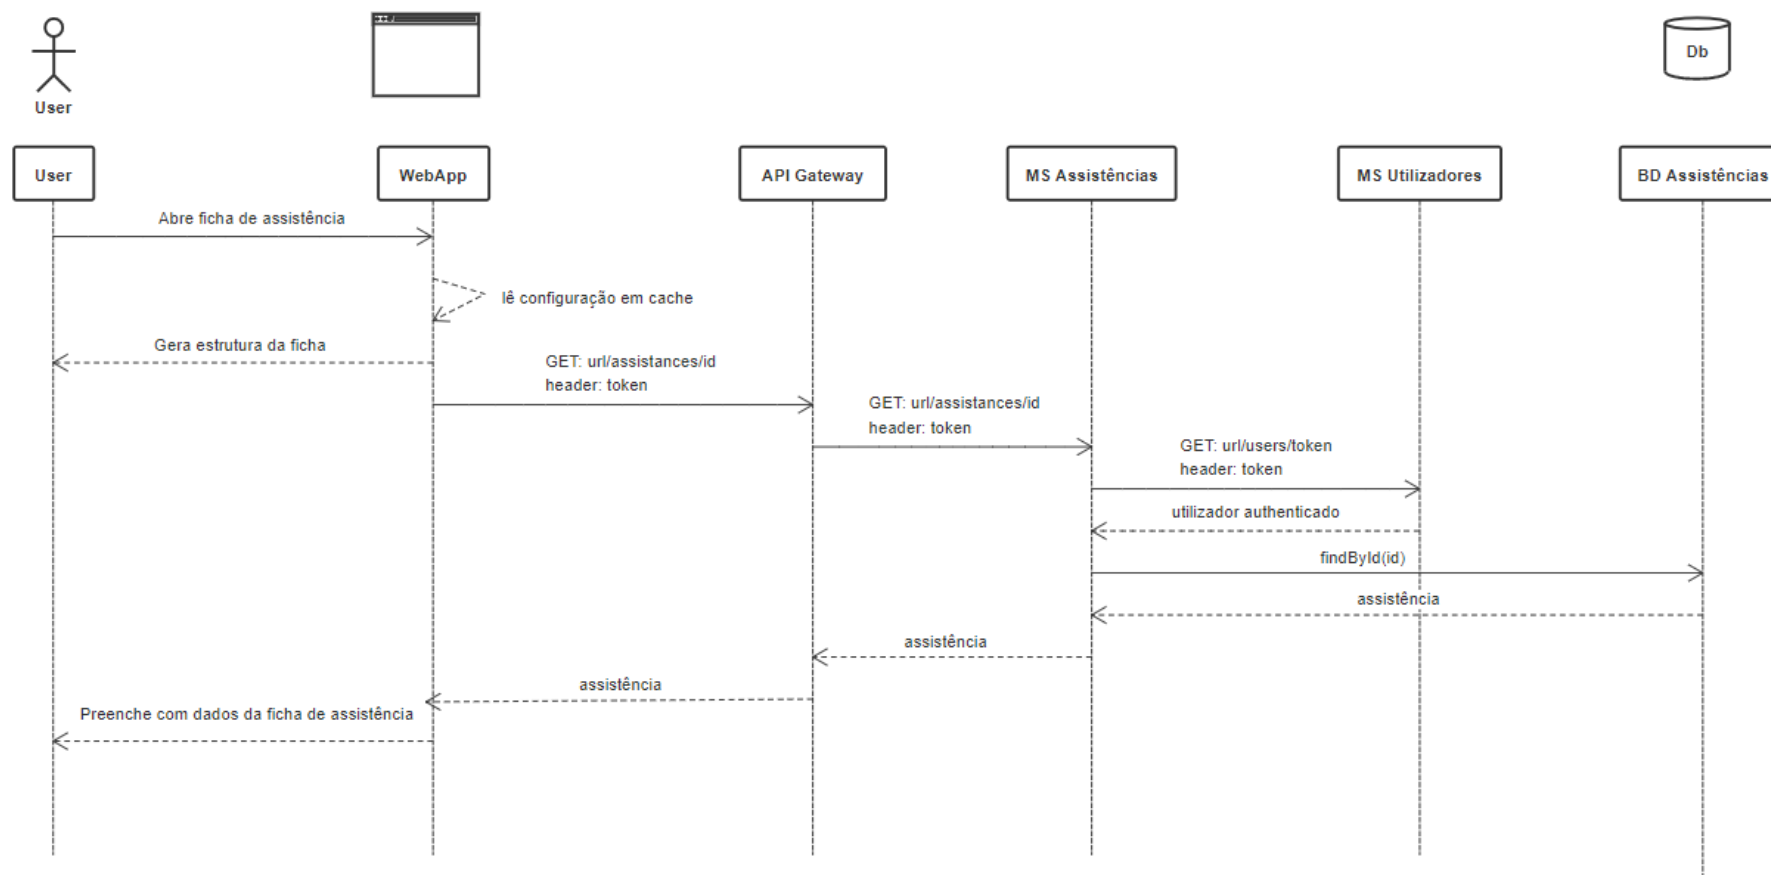 User
Db
User
WebApp
API Gateway
MS Assistências
MS Utilizadores
BD Assistências
Abre ficha de assistência
lê configuração em cache
Gera estrutura da ficha
GET: url/assistances/id
header: token
GET: url/assistances/id
header: token
GET: url/users/token
header: token
utilizador authenticado
findById(id)
assistência
assistência
assistência
Preenche com dados da ficha de assistência